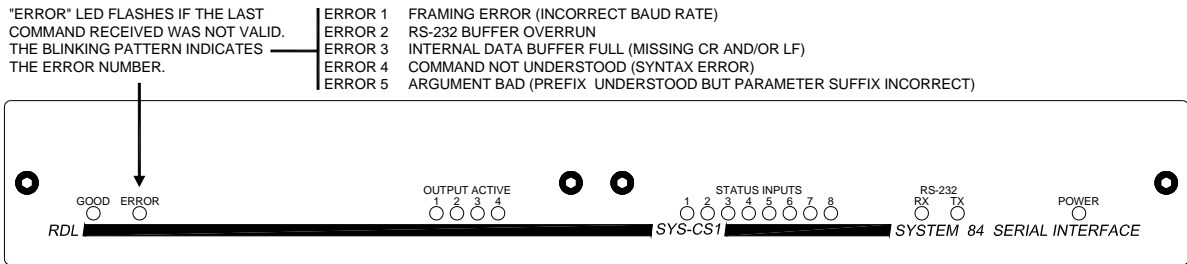 "ERROR" LED FLASHES IF THE LAST
COMMAND RECEIVED WAS NOT VALID.
THE BLINKING PATTERN INDICATES
THE ERROR NUMBER.
ERROR 1 FRAMING ERROR (INCORRECT BAUD RATE)
ERROR 2 RS-232 BUFFER OVERRUN
ERROR 3 INTERNAL DATA BUFFER FULL (MISSING CR AND/OR LF)
ERROR 4 COMMAND NOT UNDERSTOOD (SYNTAX ERROR)
ERROR 5 ARGUMENT BAD (PREFIX UNDERSTOOD BUT PARAMETER SUFFIX INCORRECT)
GOOD ERROR
OUTPUT ACTIVE
1 2 3 4
STATUS INPUTS
1 2 3 4 5 6 7 8
RS-232
RX TX
POWER
RDL
SYS-CS1
SYSTEM 84 SERIAL INTERFACE